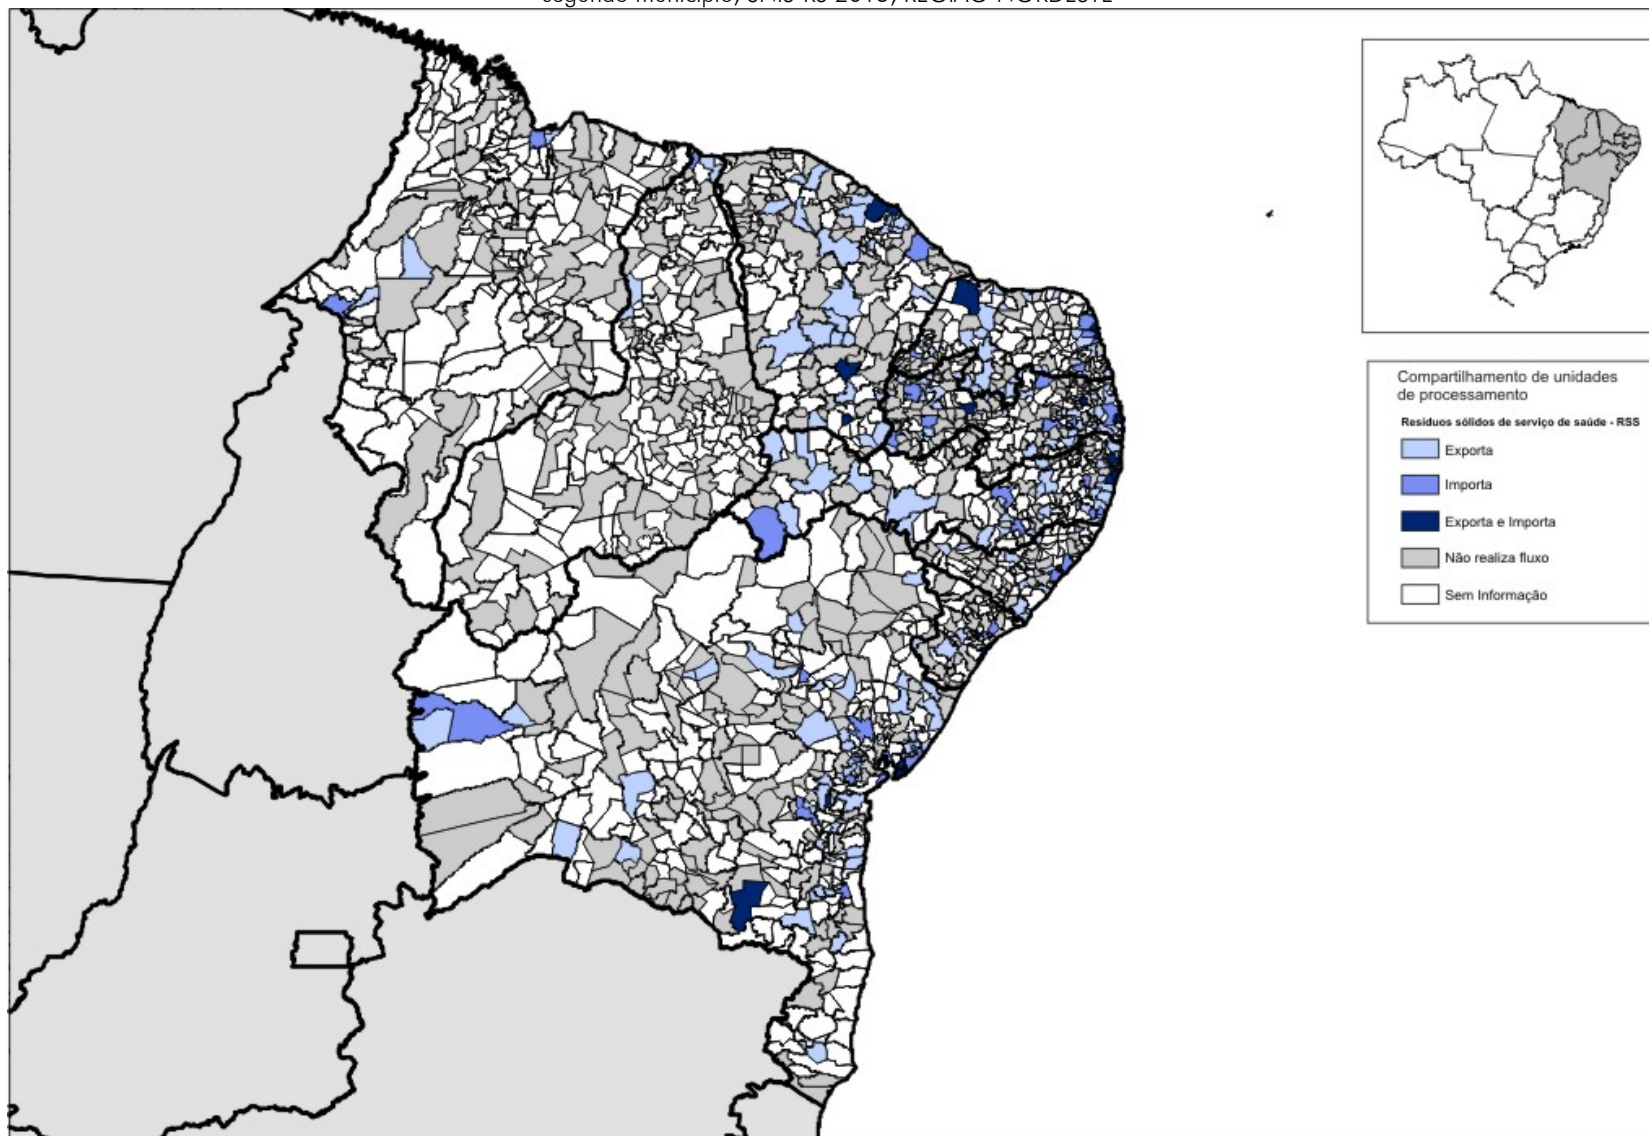 Compartilhamento de unidades
de processamento
Resíduos sólidos de serviço de saúde - RSS
Exporta
Importa
Exporta e Importa
Não realiza fluxo
Sem Informação